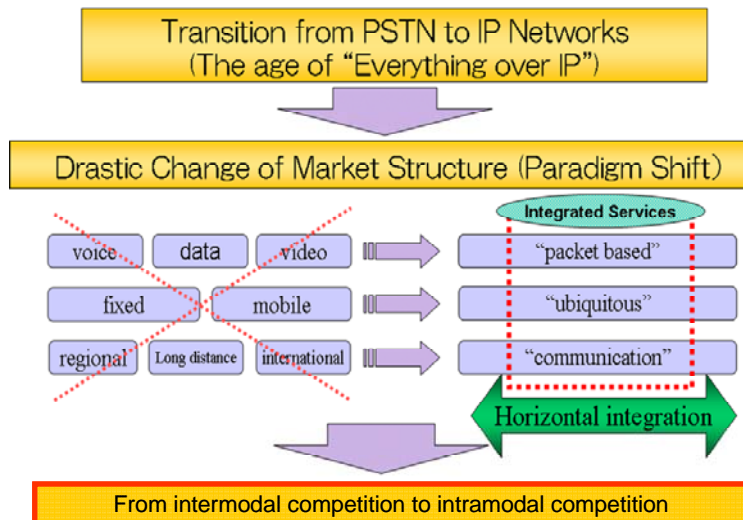 Transition from PSTN to IP Networks
(The age of “Everything over IP”)
Drastic Change of Market Structure (Paradigm Shift)
Integrated Services
voice data video “packet based”
fixed mobile “ubiquitous”
regional Long distance international “communication”
Horizontal integration
From intermodal competition to intramodal competition